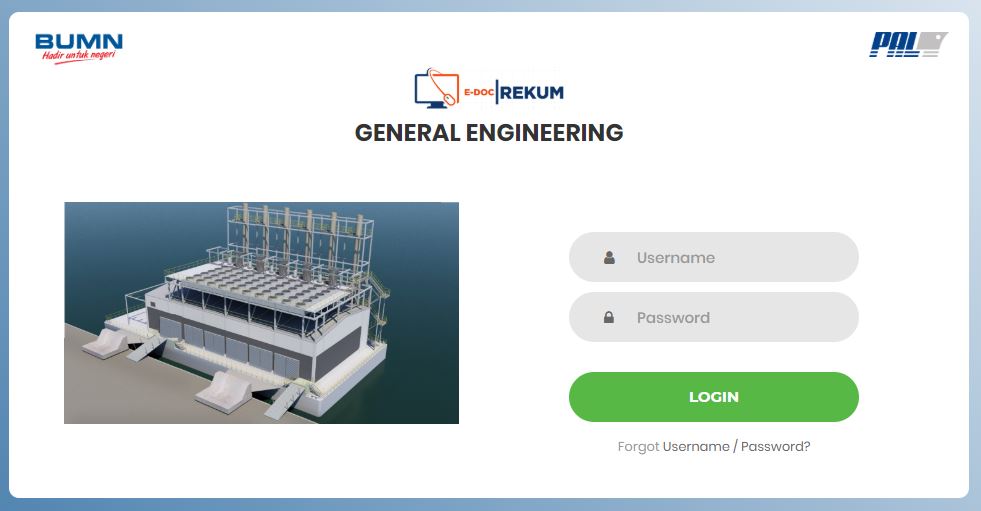 BUMN
Hadir untuk negeri
PAL
E-DOC REKUM
GENERAL ENGINEERING
Username
Password
LOGIN
Forgot Username / Password?